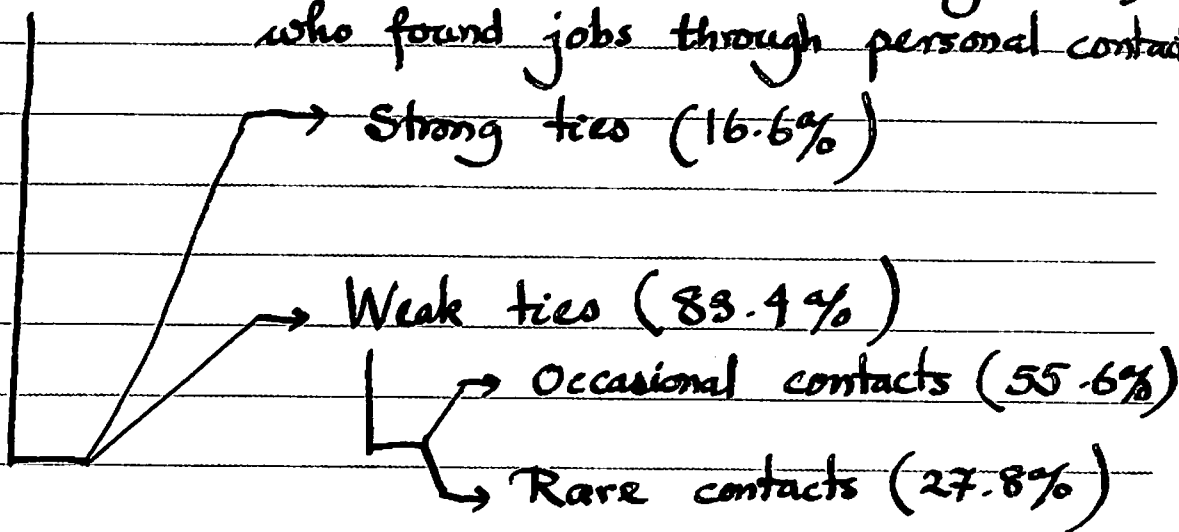 who found jobs through personal
Strong ties (16.6%)
Weak ties (83.4%)
Occasional contacts (55.6%)
Rare contacts (27.8%)